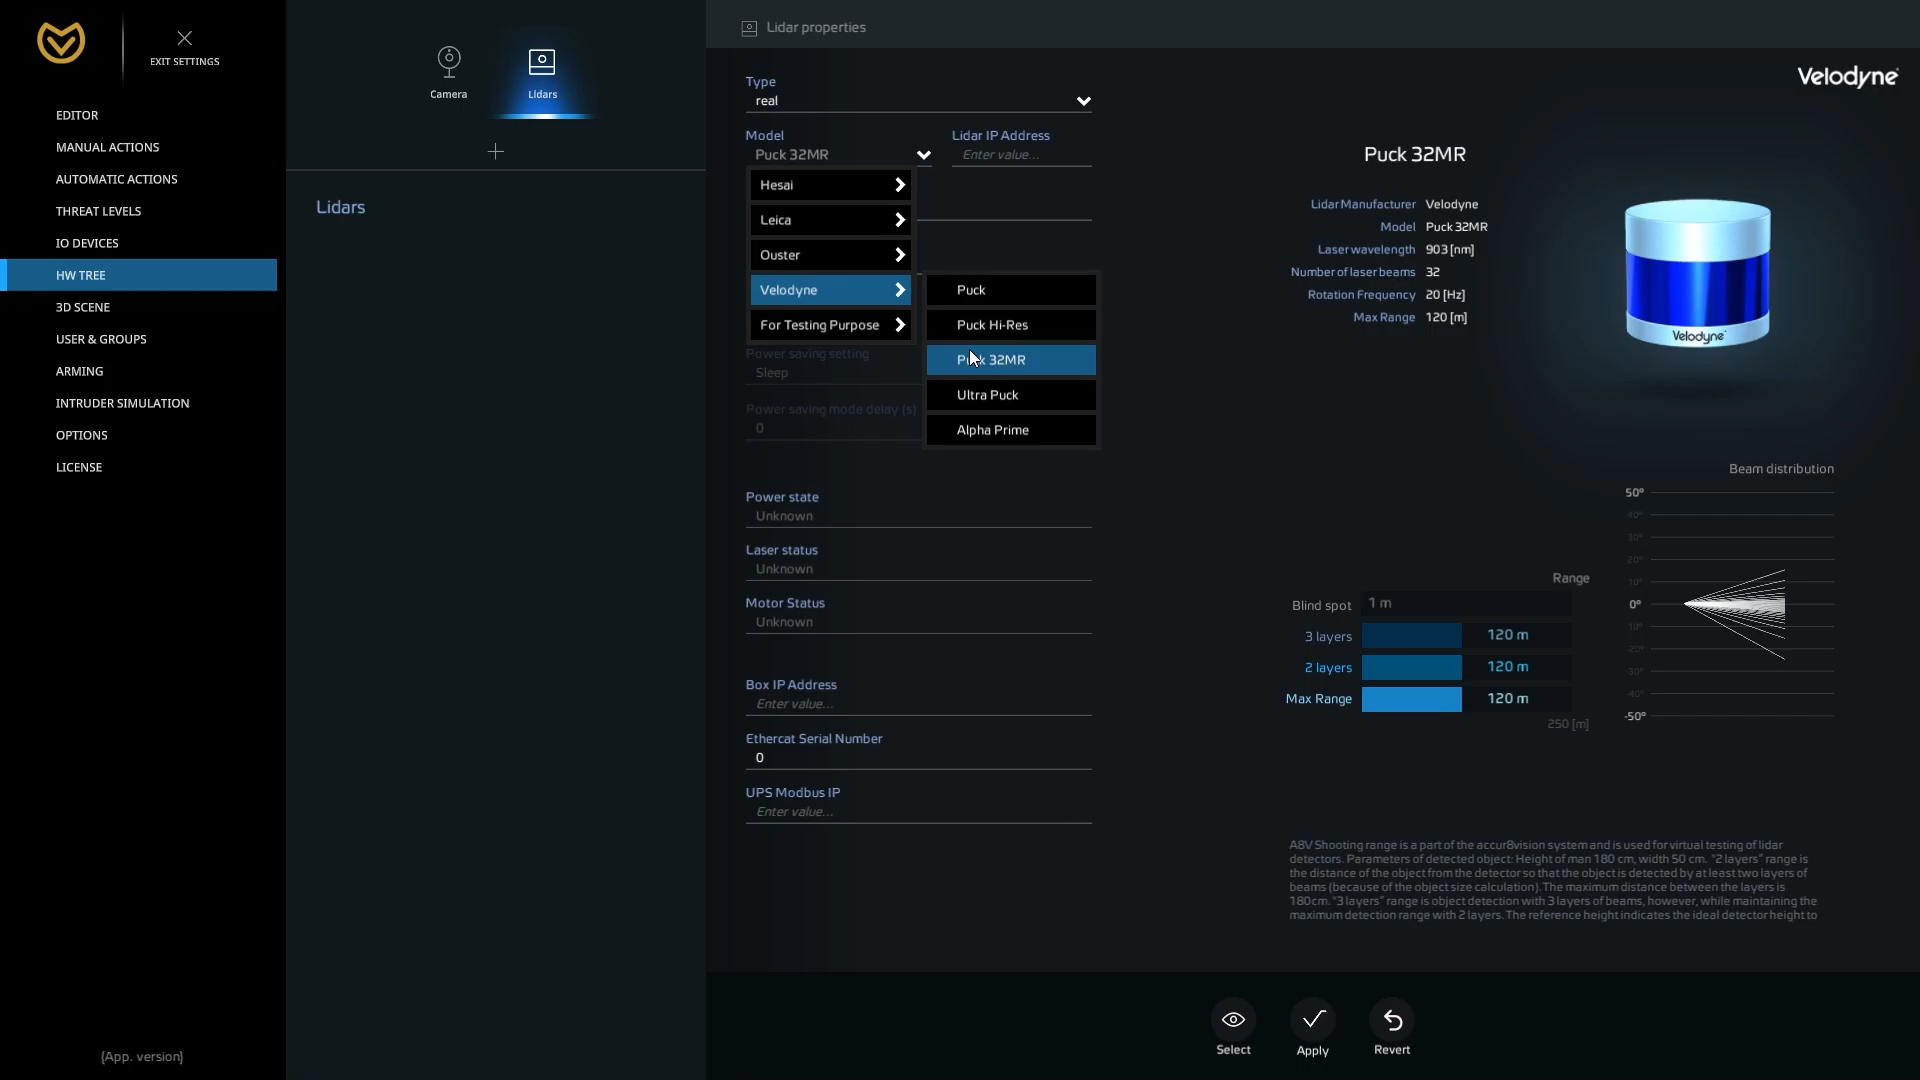 EXIT SETTINGS
EDITOR
MANUAL ACTIONS
AUTOMATIC ACTIONS
THREAT LEVELS
IO DEVICES
HW TREE
3D SCENE
USER & GROUPS
ARMING
INTRUDER SIMULATION
OPTIONS
LICENSE
(App. version)
Camera
Lidars
Lidars
Lidar properties
Type
real
Model
Puck 32MR
Lidar IP Address
Enter value...
Hesai
Leica
Ouster
Velodyne
For Testing Purpose
Puck
Puck Hi-Res
Puck 32MR
Ultra Puck
Alpha Prime
Power saving setting
Sleep
Power saving mode delay (s)
0
Power state
Unknown
Laser status
Unknown
Motor Status
Unknown
Box IP Address
Enter value...
Ethercat Serial Number
0
UPS Modbus IP
Enter value...
Velodyne
Puck 32MR
Lidar Manufacturer Velodyne
Model Puck 32MR
Laser wavelength 903 [nm]
Number of laser beams 32
Rotation Frequency 20 [Hz]
Max Range 120 [m]
Velodyne
Beam distribution
50°
40°
30°
20°
10°
0°
10°
-20°
30°
-40°
-50°
Range
Blind spot 1 m
3 layers 120 m
2 layers 120 m
Max Range 120 m
250 [m]
A8V Shooting range is a part of the accur8vision system and is used for virtual testing of lidar
detectors. Parameters of detected object: Height of man 180 cm, width 50 cm. "2 layers" range is
the distance of the object from the detector so that the object is detected by at least two layers of
beams (because of the object size calculation). The maximum distance between the layers is
180cm. "3 layers" range is object detection with 3 layers of beams, however, while maintaining the
maximum detection range with 2 layers. The reference height indicates the ideal detector height to
Select
Apply
Revert